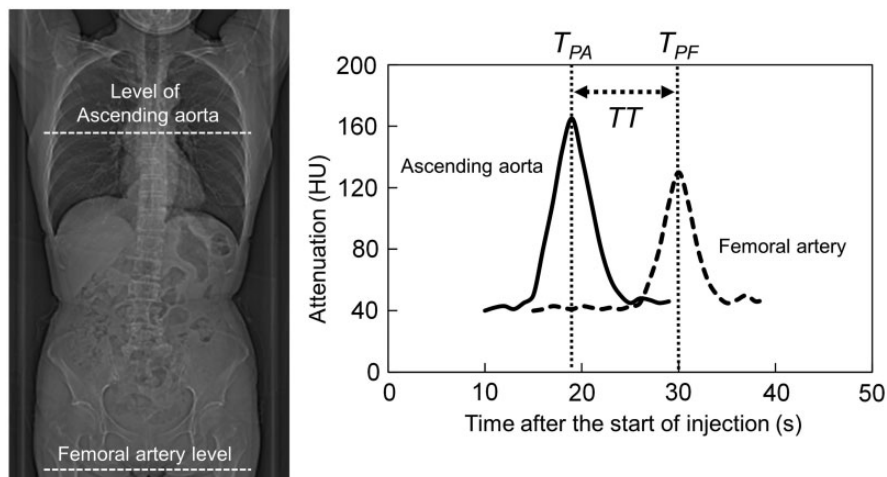 Level of
Ascending aorta
Femoral artery level
T_PA
T_PF
TT
Ascending aorta
Femoral artery
Attenuation (HU)
200
160
120
80
40
0
0
10
20
30
40
50
Time after the start of injection (s)